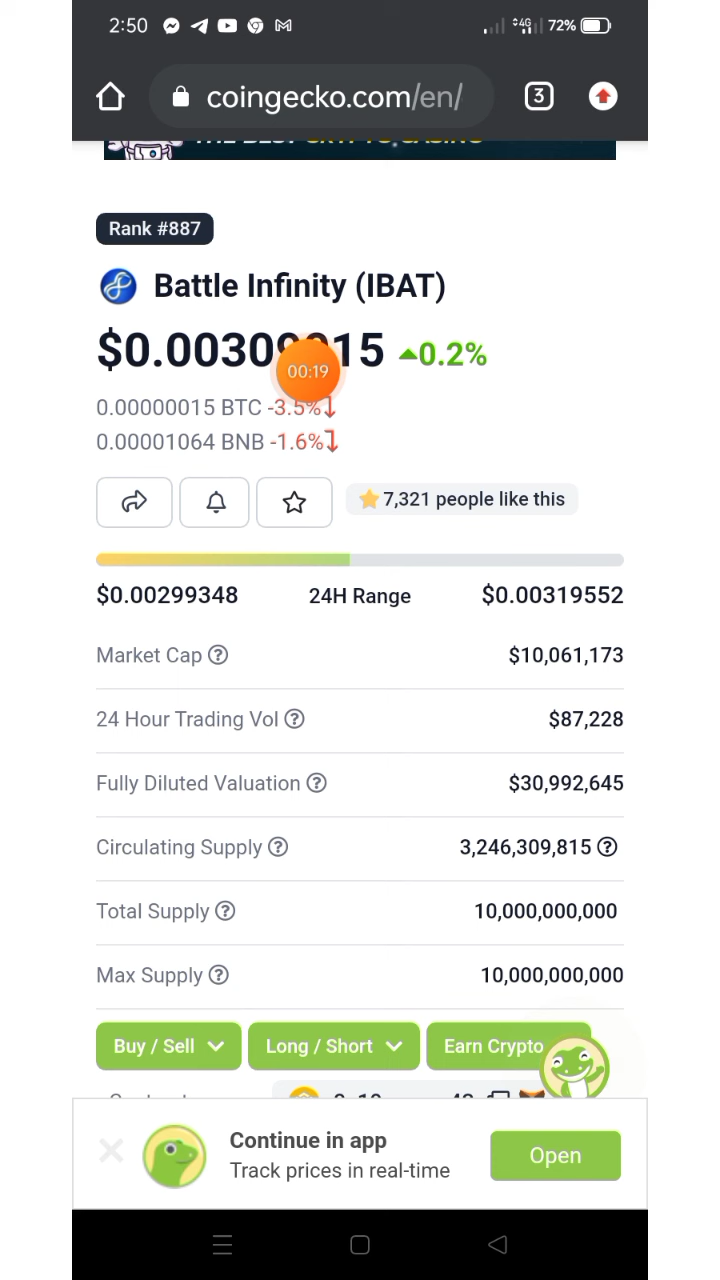 2:50 72%
coingecko.com/en/ 3
Rank #887
Battle Infinity (IBAT)
0.2%
00:19
0.00000015 BTC -3.5%
0.00001064 BNB -1.6%
7,321 people like this
$0.00299348 24H Range $0.00319552
Market Cap $10,061,173
24 Hour Trading Vol $87,228
Fully Diluted Valuation $30,992,645
Circulating Supply 3,246,309,815
Total Supply 10,000,000,000
Max Supply 10,000,000,000
Buy / Sell Long / Short Earn Crypto
Continue in app
Track prices in real-time
Open